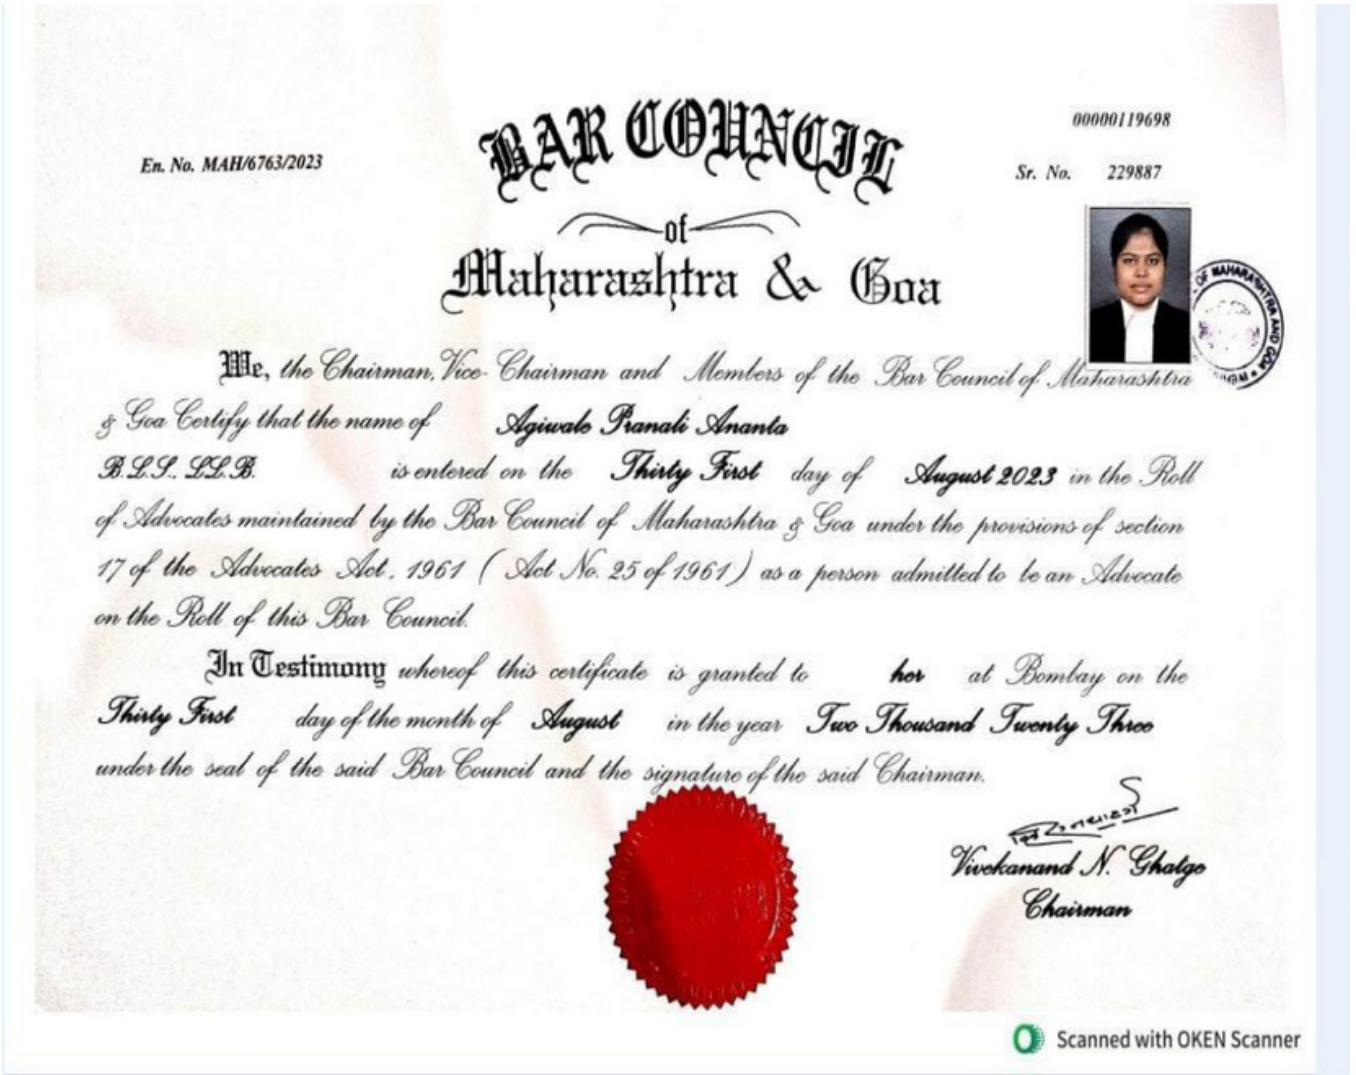 00000119698
En. No. MAH/6763/2023
BAR COUNCIL
Sr. No. 229887
of
Maharashtra & Goa
OF MAHARASHTRA AND GOA
We, the Chairman, Vice- Chairman and Members of the Bar Council of Maharashtra
& Goa Certify that the name of Agiwale Pranali Ananta
B.L.S., LL.B. is entered on the Thirty First day of August 2023 in the Roll
of Advocates maintained by the Bar Council of Maharashtra & Goa under the provisions of section
17 of the Advocates Act, 1961 ( Act No. 25 of 1961 ) as a person admitted to be an Advocate
on the Roll of this Bar Council.
In Testimony whereof this certificate is granted to her at Bombay on the
Thirty First day of the month of August in the year Two Thousand Twenty Three
under the seal of the said Bar Council and the signature of the said Chairman.
Vivekanand N. Ghatge
Chairman
Scanned with OKEN Scanner